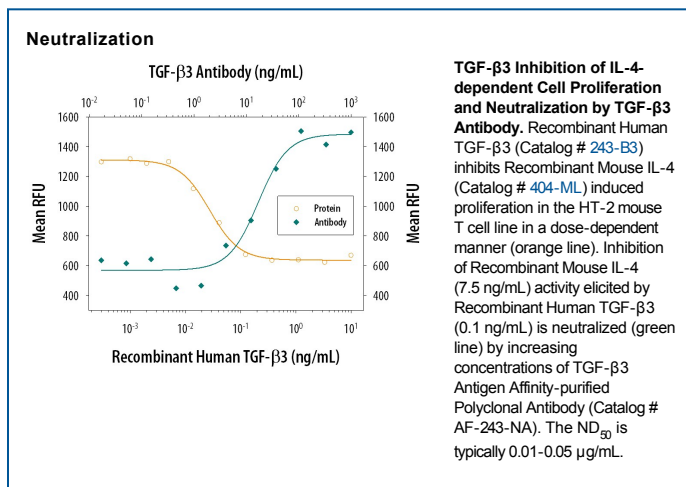 Neutralization
TGF-β3 Antibody (ng/mL)
10-2 10-1 100 101 102 103
1600 1600
1400 1400
1200 1200
1000 1000
800 800
600 600
400 400
Mean RFU
Mean RFU
Protein
Antibody
10-3 10-2 10-1 100 101
Recombinant Human TGF-β3 (ng/mL)
TGF-β3 Inhibition of IL-4-
dependent Cell Proliferation
and Neutralization by TGF-β3
Antibody. Recombinant Human
TGF-β3 (Catalog # 243-B3)
inhibits Recombinant Mouse IL-4
(Catalog # 404-ML) induced
proliferation in the HT-2 mouse
T cell line in a dose-dependent
manner (orange line). Inhibition
of Recombinant Mouse IL-4
(7.5 ng/mL) activity elicited by
Recombinant Human TGF-β3
(0.1 ng/mL) is neutralized (green
line) by increasing
concentrations of TGF-β3
Antigen Affinity-purified
Polyclonal Antibody (Catalog #
AF-243-NA). The ND50 is
typically 0.01-0.05 µg/mL.